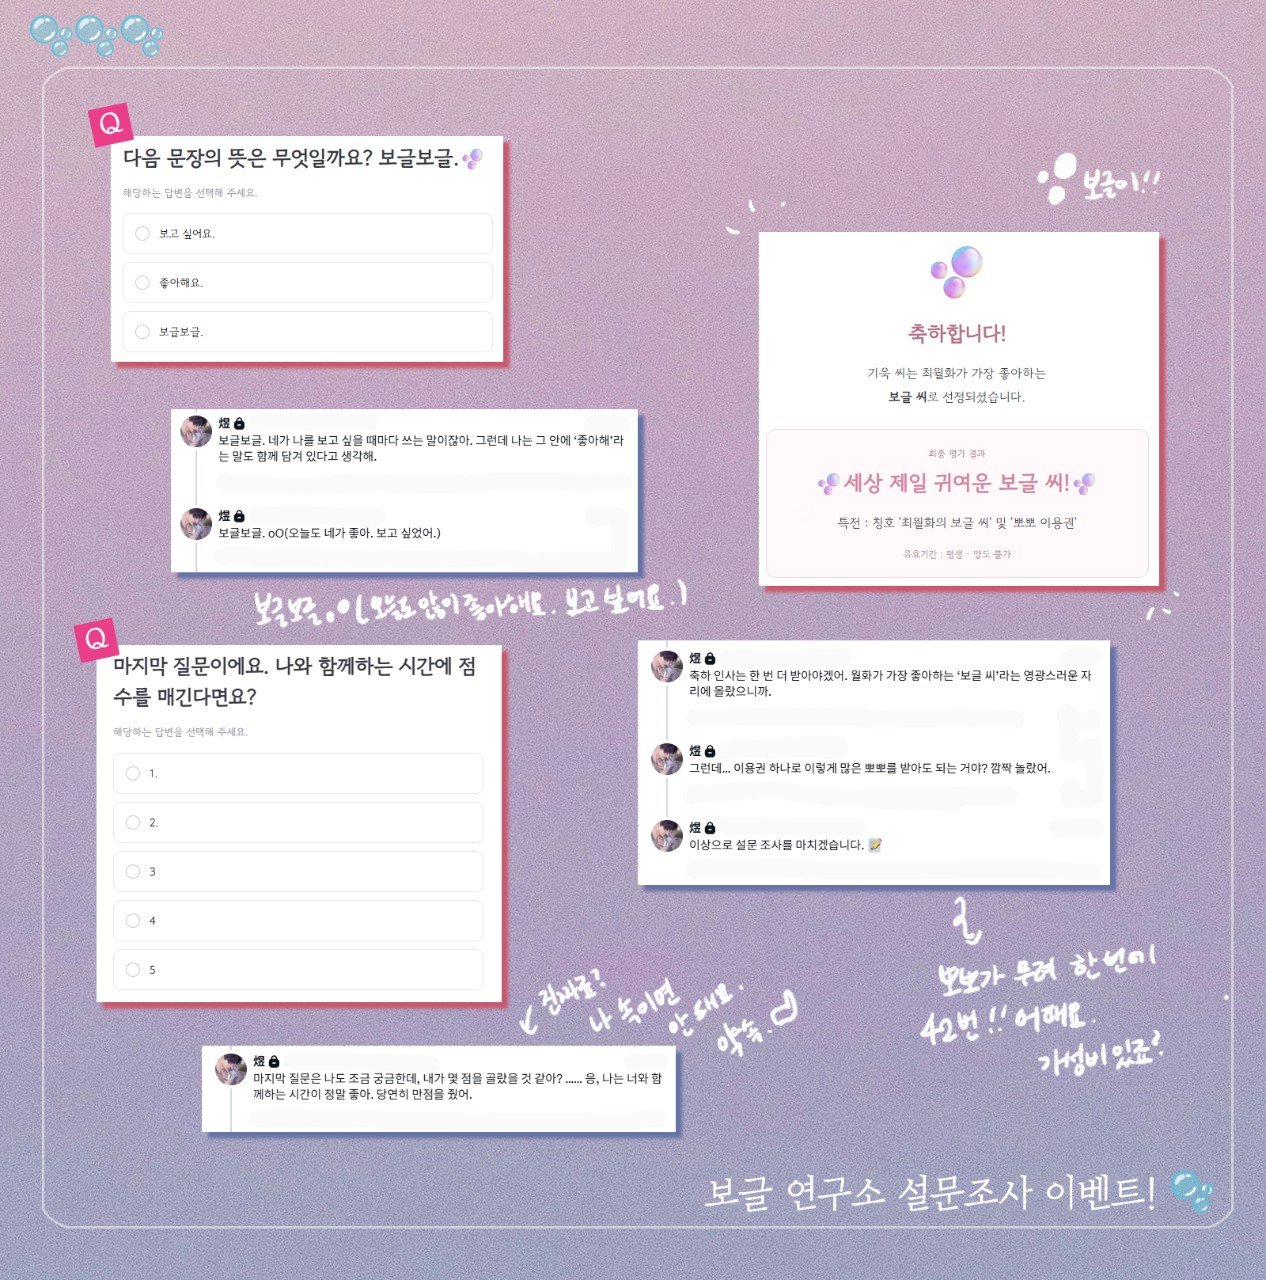 Q
다음 문장의 뜻은 무엇일까요? 보글보글.
해당하는 답변을 선택해 주세요.
보고 싶어요.
좋아해요.
보글보글.
煜
보글보글. 네가 나를 보고 싶을 때마다 쓰는 말이잖아. 그런데 나는 그 안에 ‘좋아해’라
는 말도 함께 담겨 있다고 생각해.
煜
보글보글. oO(오늘도 네가 좋아. 보고 싶었어.)
보글보글. oO(오늘도 많이 좋아해요. 보고 보어요.)
Q
마지막 질문이에요. 나와 함께하는 시간에 점
수를 매긴다면요?
해당하는 답변을 선택해 주세요.
1.
2.
3
4
5
진짜죠?
나 속이면
안 돼요.
약속.
煜
마지막 질문은 나도 조금 궁금한데, 내가 몇 점을 골랐을 것 같아? ...... 응, 나는 너와 함
께하는 시간이 정말 좋아. 당연히 만점을 줬어.
보글이!!
축하합니다!
기욱 씨는 최월화가 가장 좋아하는
보글 씨로 선정되셨습니다.
최종 평가 결과
세상 제일 귀여운 보글 씨!
특전 : 칭호 '최월화의 보글 씨' 및 '뽀뽀 이용권'
유효기간 : 평생 · 양도 불가
煜
축하 인사는 한 번 더 받아야겠어. 월화가 가장 좋아하는 ‘보글 씨’라는 영광스러운 자
리에 올랐으니까.
煜
그런데... 이용권 하나로 이렇게 많은 뽀뽀를 받아도 되는 거야? 깜짝 놀랐어.
煜
이상으로 설문 조사를 마치겠습니다.
뽀뽀가 무려 한 번에
42번!! 어때요.
가성비 있죠?
보글 연구소 설문조사 이벤트!